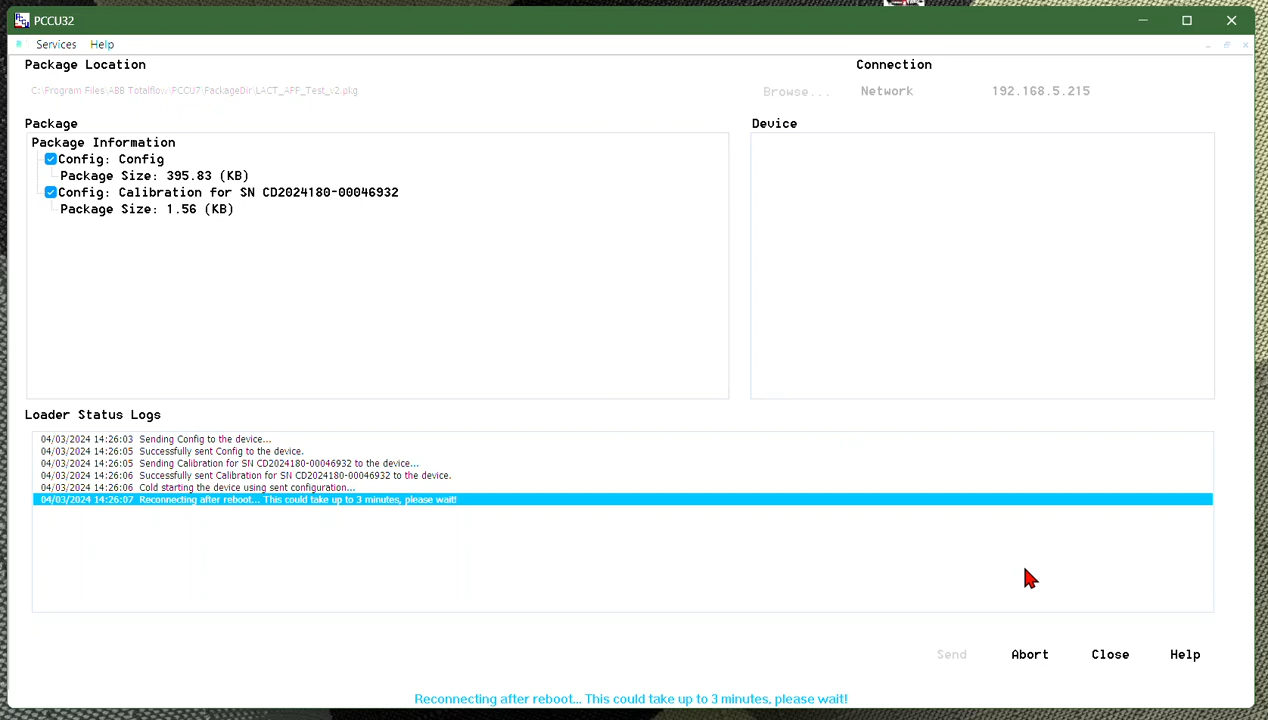 PCCU32
Services Help
Package Location
Connection
C:\Program Files\ABB Totalflow\PCCU7\PackageDir\LACT_AFF_Test_v2.pkg
Browse...
Network
192.168.5.215
Package
Device
Package Information
Config: Config
Package Size: 395.83 (KB)
Config: Calibration for SN CD2024180-00046932
Package Size: 1.56 (KB)
Loader Status Logs
04/03/2024 14:26:03 Sending Config to the device...
04/03/2024 14:26:05 Successfully sent Config to the device.
04/03/2024 14:26:05 Sending Calibration for SN CD2024180-00046932 to the device...
04/03/2024 14:26:06 Successfully sent Calibration for SN CD2024180-00046932 to the device.
04/03/2024 14:26:06 Cold starting the device using sent configuration...
04/03/2024 14:26:07 Reconnecting after reboot... This could take up to 3 minutes, please wait!
Send Abort Close Help
Reconnecting after reboot... This could take up to 3 minutes, please wait!